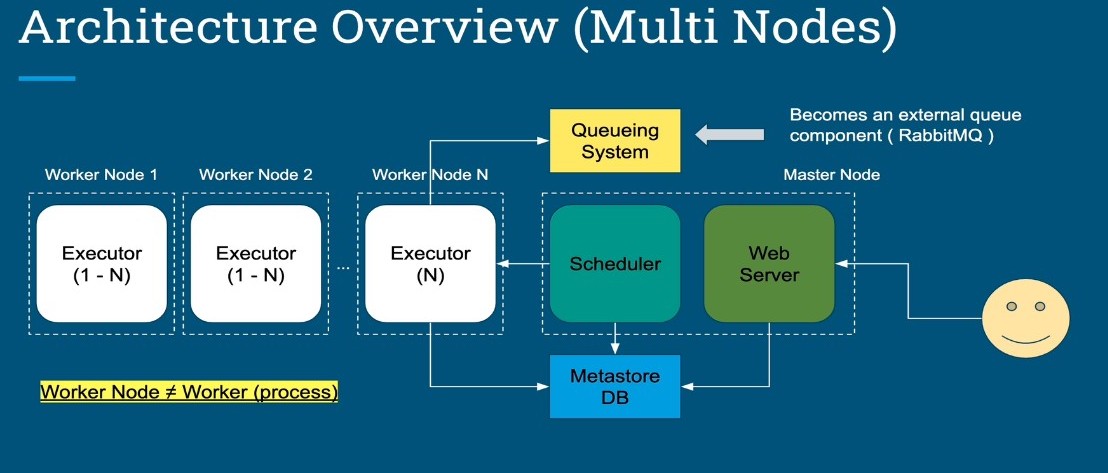 Architecture Overview (Multi Nodes)
Becomes an external queue
component ( RabbitMQ )
Queueing
System
Worker Node 1
Worker Node 2
Worker Node N
Master Node
Executor
(1 - N)
Executor
(1 - N)
...
Executor
(N)
Scheduler
Web
Server
Metastore
DB
Worker Node ≠ Worker (process)